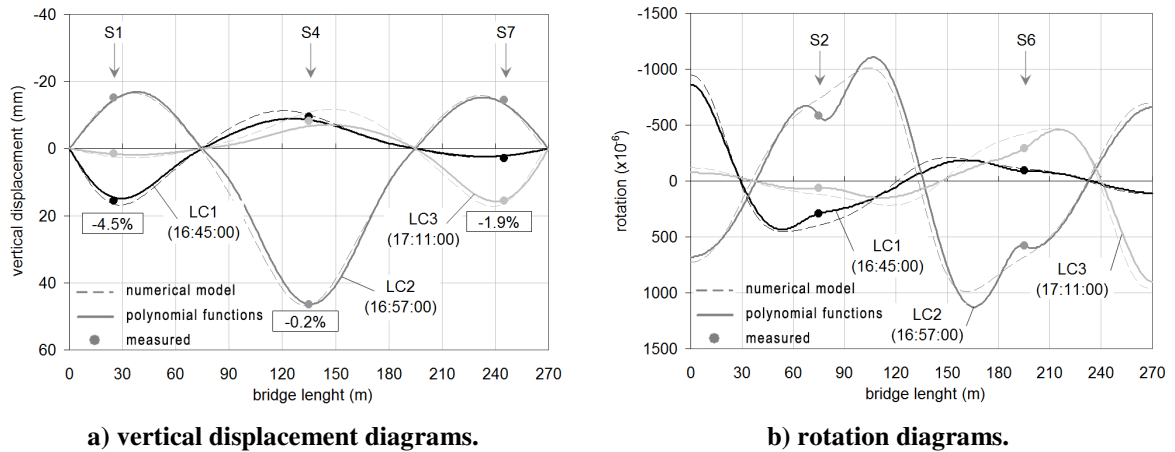 -40
-20
0
20
40
60
vertical displacement (mm)
S1
S4
S7
-4.5%
LC1
(16:45:00)
LC3
(17:11:00)
-1.9%
LC2
(16:57:00)
-0.2%
numerical model
polynomial functions
measured
0 30 60 90 120 150 180 210 240 270
bridge lenght (m)
a) vertical displacement diagrams.
-1500
-1000
-500
0
500
1000
1500
rotation (x10⁻⁶)
S2
S6
LC1
(16:45:00)
LC3
(17:11:00)
LC2
(16:57:00)
numerical model
polynomial functions
measured
0 30 60 90 120 150 180 210 240 270
bridge lenght (m)
b) rotation diagrams.